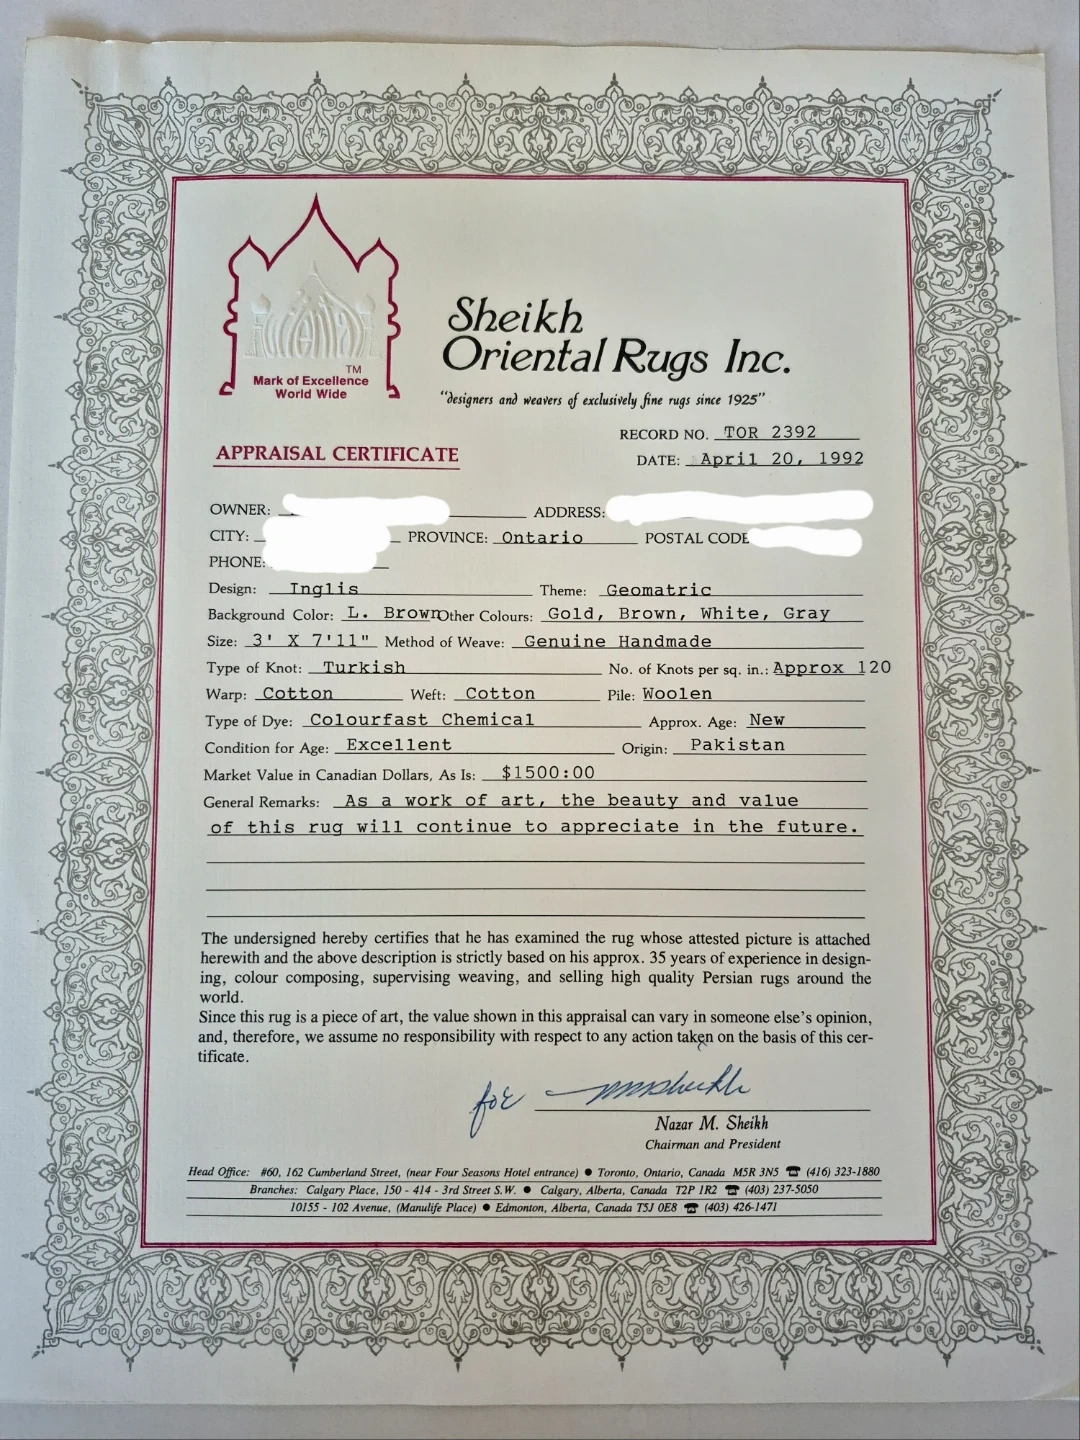 TM
Mark of Excellence
World Wide
Sheikh
Oriental Rugs Inc.
"designers and weavers of exclusively fine rugs since 1925"
RECORD NO. TOR 2392
APPRAISAL CERTIFICATE
DATE: April 20, 1992
OWNER: ADDRESS:
CITY: PROVINCE: Ontario POSTAL CODE
PHONE:
Design: Inglis Theme: Geomatric
Background Color: L. Brown Other Colours: Gold, Brown, White, Gray
Size: 3' X 7'11" Method of Weave: Genuine Handmade
Type of Knot: Turkish No. of Knots per sq. in.: Approx 120
Warp: Cotton Weft: Cotton Pile: Woolen
Type of Dye: Colourfast Chemical Approx. Age: New
Condition for Age: Excellent Origin: Pakistan
Market Value in Canadian Dollars, As Is: $1500:00
General Remarks: As a work of art, the beauty and value
of this rug will continue to appreciate in the future.
The undersigned hereby certifies that he has examined the rug whose attested picture is attached
herewith and the above description is strictly based on his approx. 35 years of experience in design-
ing, colour composing, supervising weaving, and selling high quality Persian rugs around the
world.
Since this rug is a piece of art, the value shown in this appraisal can vary in someone else's opinion,
and, therefore, we assume no responsibility with respect to any action taken on the basis of this cer-
tificate.
for
Nazar M. Sheikh
Chairman and President
Head Office: #60, 162 Cumberland Street, (near Four Seasons Hotel entrance) ● Toronto, Ontario, Canada M5R 3N5 ☎ (416) 323-1880
Branches: Calgary Place, 150 - 414 - 3rd Street S.W. ● Calgary, Alberta, Canada T2P 1R2 ☎ (403) 237-5050
10155 - 102 Avenue, (Manulife Place) ● Edmonton, Alberta, Canada T5J 0E8 ☎ (403) 426-1471